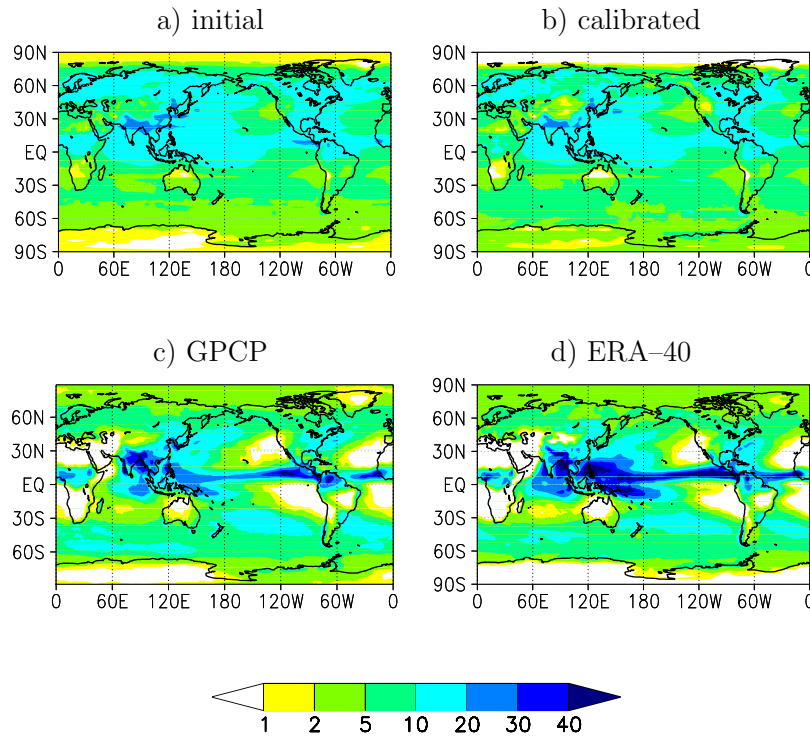 a) initial
b) calibrated
90N
60N
30N
EQ
30S
60S
90S
0 60E 120E 180 120W 60W 0
90N
60N
30N
EQ
30S
60S
90S
0 60E 120E 180 120W 60W 0
c) GPCP
d) ERA–40
60N
30N
EQ
30S
60S
0 60E 120E 180 120W 60W 0
90N
60N
30N
EQ
30S
60S
90S
0 60E 120E 180 120W 60W 0
1 2 5 10 20 30 40